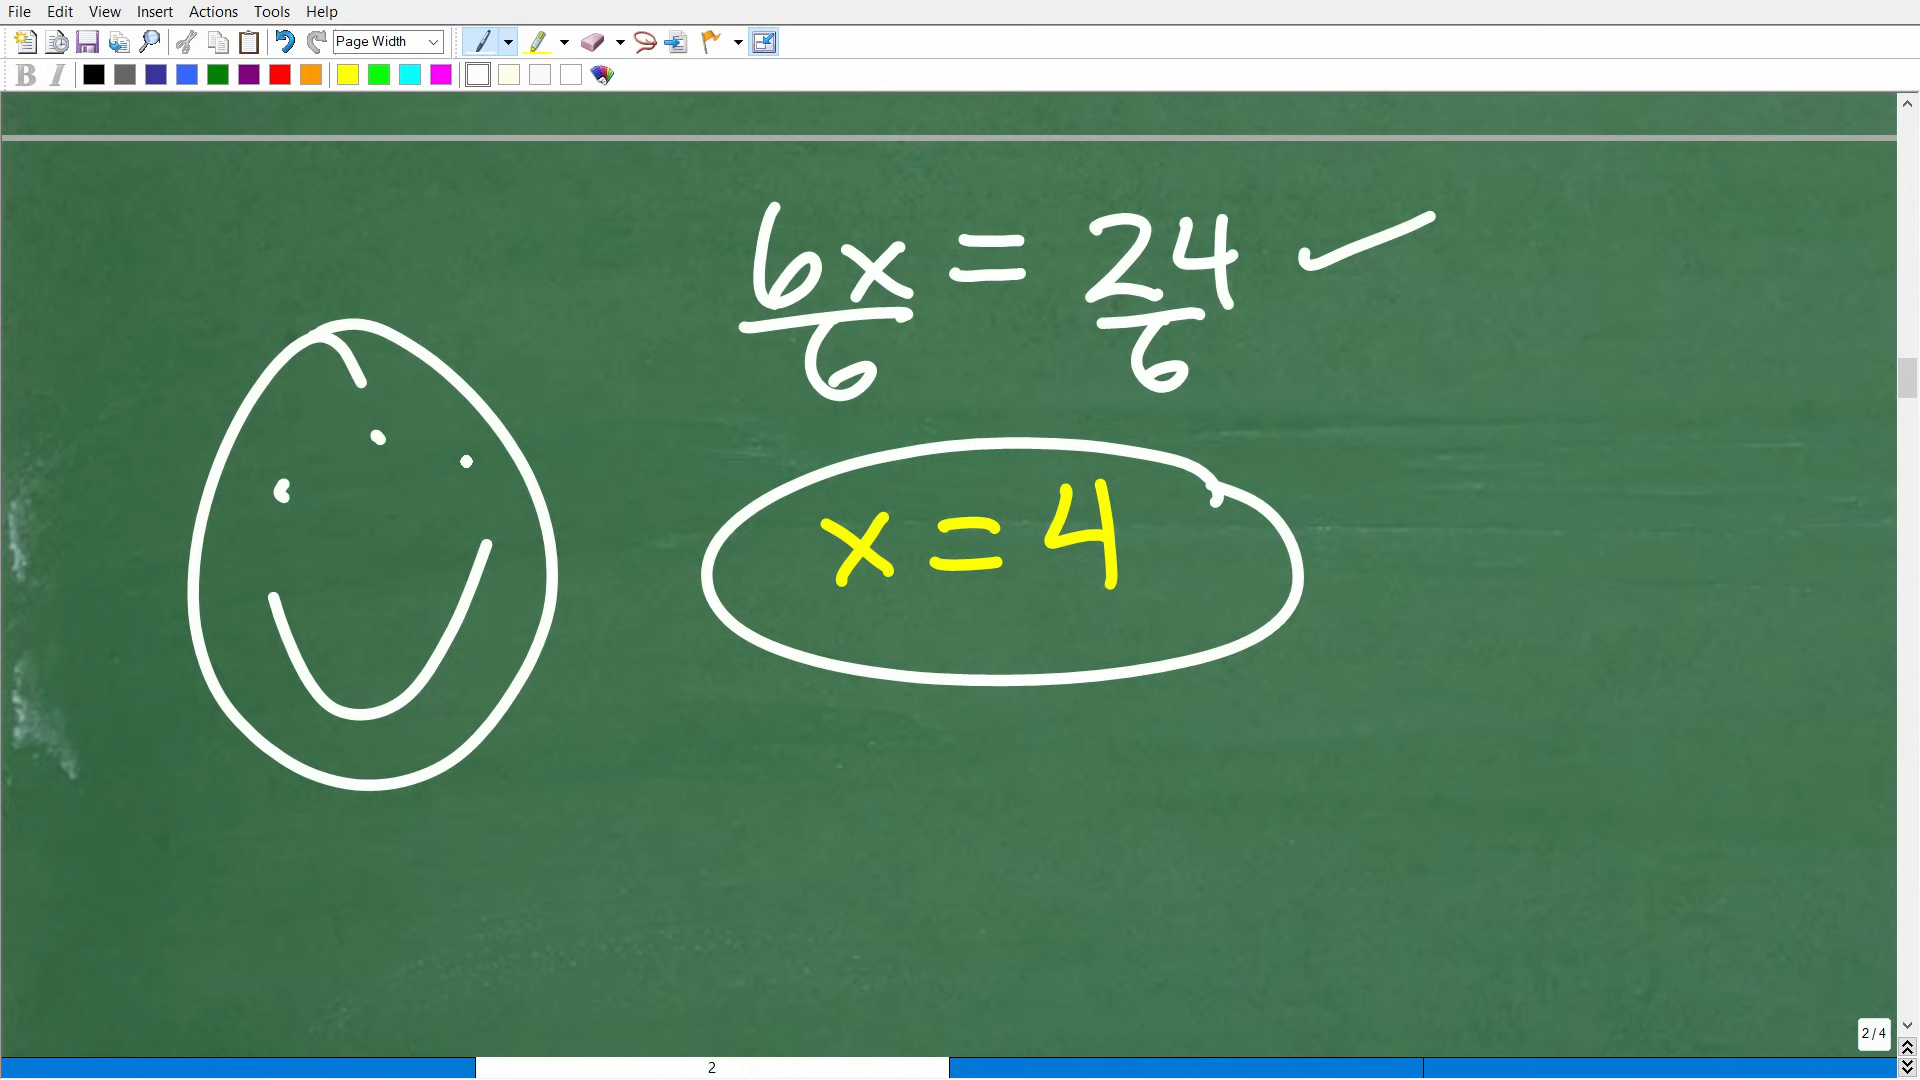 File Edit View Insert Actions Tools Help
Page Width
B I
6x = 24 ✓
6 6
x = 4
2 / 4
2